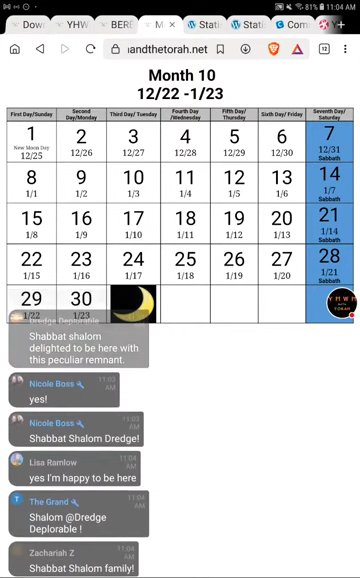 81% 11:04 AM
Dow
YHW
BERE
M
Stati
Stati
Com
YaT
andthetorah.net
12
Month 10
12/22 -1/23
First Day/Sunday Second Day/Monday Third Day/ Tuesday Fourth Day /Wednesday Fifth Day/ Thursday Sixth Day/ Friday Seventh Day/ Saturday
1 2 3 4 5 6 7
New Moon Day
12/25 12/26 12/27 12/28 12/29 12/30 12/31
Sabbath
8 9 10 11 12 13 14
1/1 1/2 1/3 1/4 1/5 1/6 1/7
Sabbath
15 16 17 18 19 20 21
1/8 1/9 1/10 1/11 1/12 1/13 1/14
Sabbath
22 23 24 25 26 27 28
1/15 1/16 1/17 1/18 1/19 1/20 1/21
Sabbath
29 30
1/22 1/23
YMWM
WITH
TORAH
Dredge Deplorable
Shabbat shalom
delighted to be here with
this peculiar remnant.
Nicole Boss 11:03 AM
yes!
Nicole Boss 11:03 AM
Shabbat Shalom Dredge!
Lisa Ramlow 11:04 AM
yes I'm happy to be here
T The Grand 11:04 AM
Shalom @Dredge
Deplorable !
Zachariah Z 11:04 AM
Shabbat Shalom family!